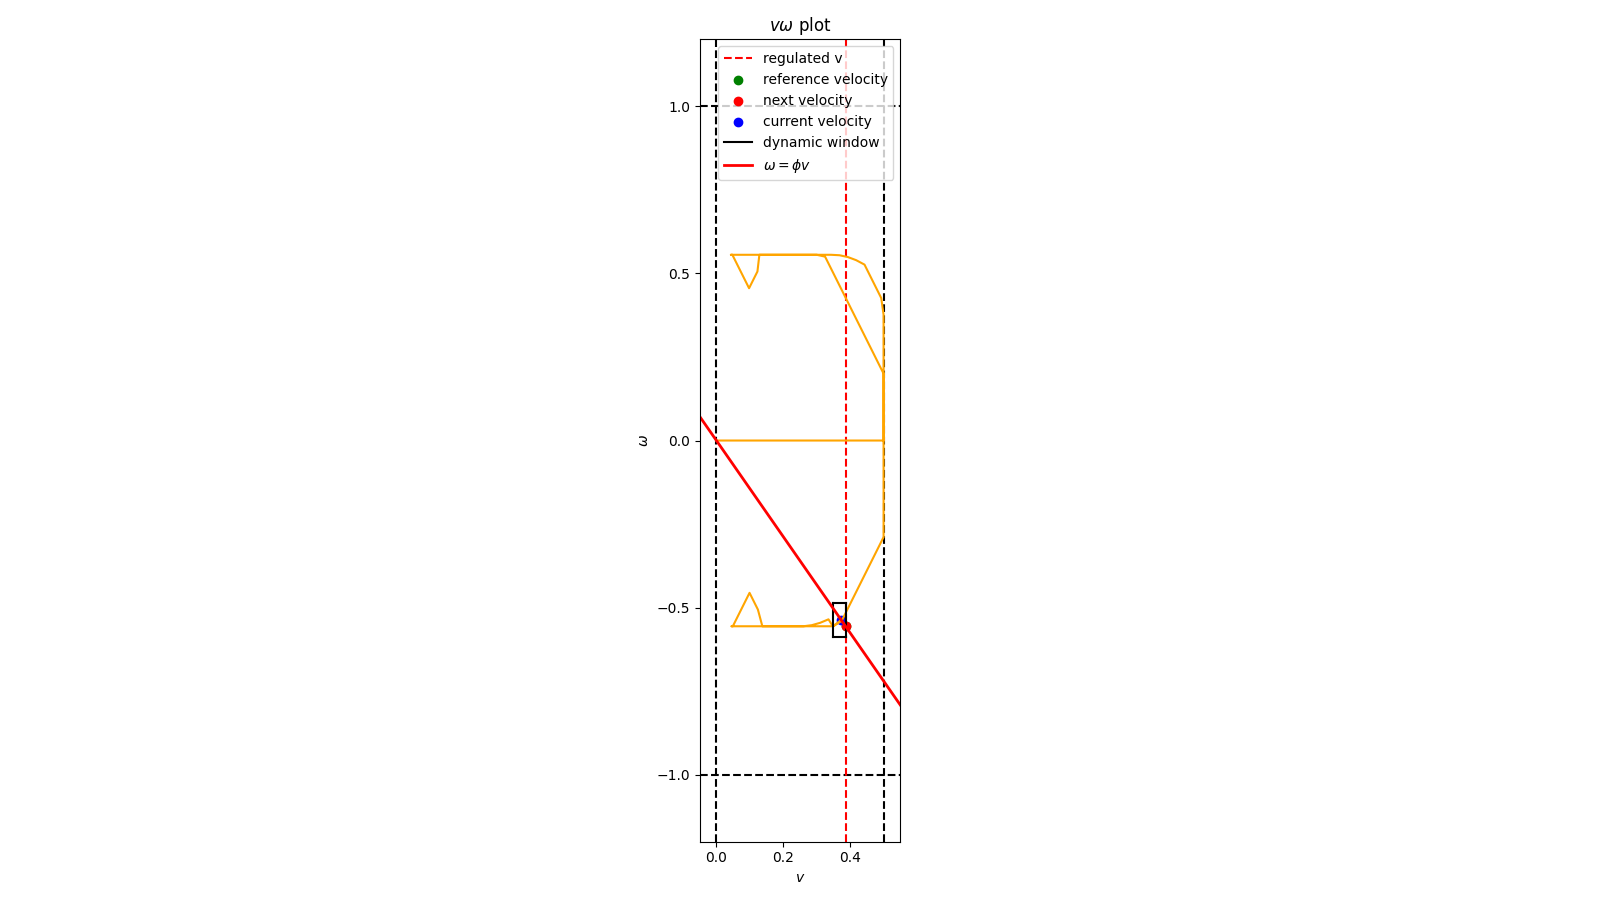 vω plot
regulated v
reference velocity
next velocity
current velocity
dynamic window
ω = ϕv
1.0
0.5
0.0
−0.5
−1.0
ω
0.0 0.2 0.4
v